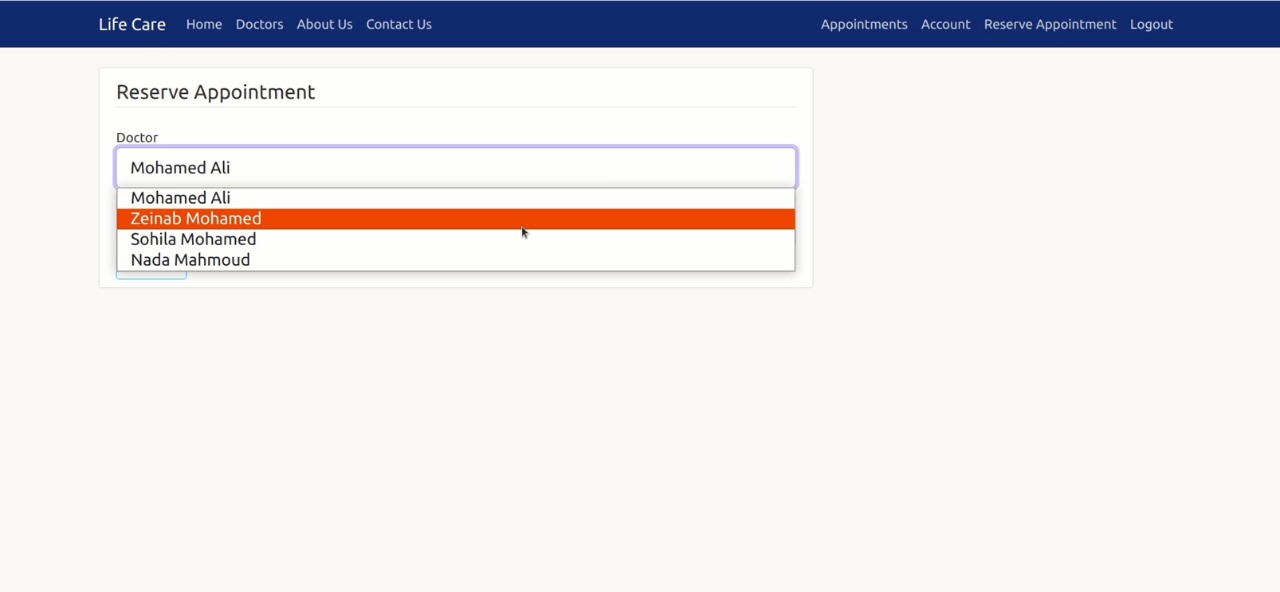 Life Care Home Doctors About Us Contact Us Appointments Account Reserve Appointment Logout
Reserve Appointment
Doctor
Mohamed Ali
Mohamed Ali
Zeinab Mohamed
Sohila Mohamed
Nada Mahmoud